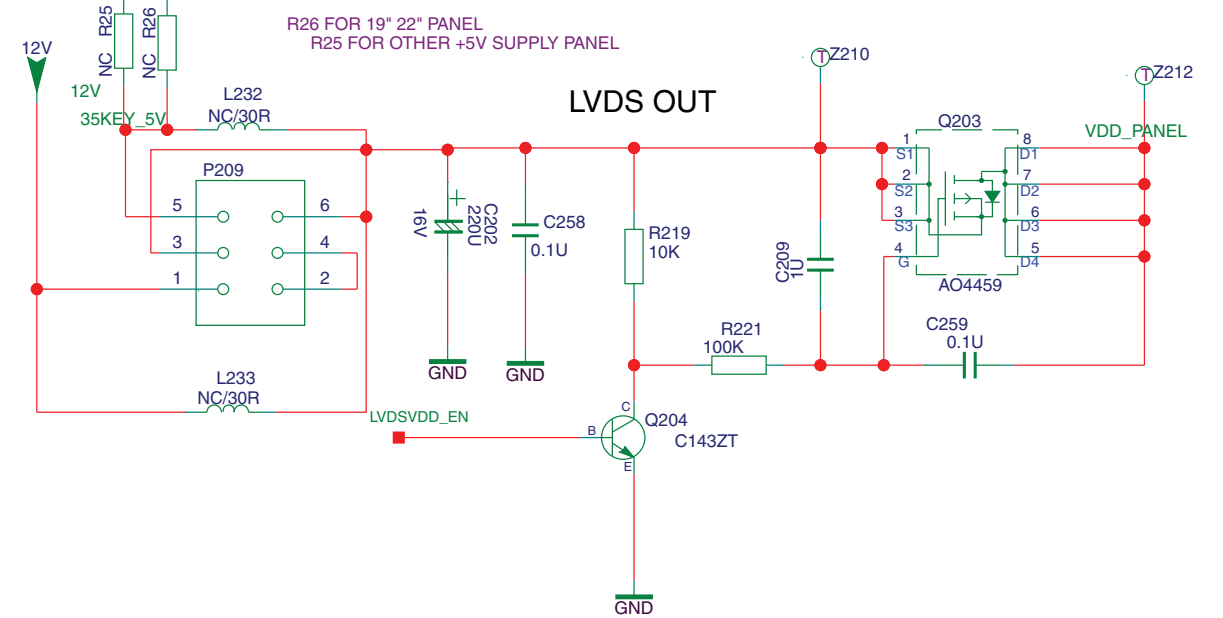 R26 FOR 19" 22" PANEL
R25 FOR OTHER +5V SUPPLY PANEL
NC R25
NC R26
12V
12V
35KEY_5V
L232
NC/30R
LVDS OUT
TZ210
TZ212
Q203
VDD_PANEL
P209
5
6
3
4
1
2
16V
220U
C202
C258
0.1U
R219
10K
C209
1U
1
S1
2
S2
3
S3
4
G
8
D1
7
D2
6
D3
5
D4
AO4459
R221
100K
C259
0.1U
GND
GND
L233
NC/30R
LVDSVDD_EN
B
C
E
Q204
C143ZT
GND